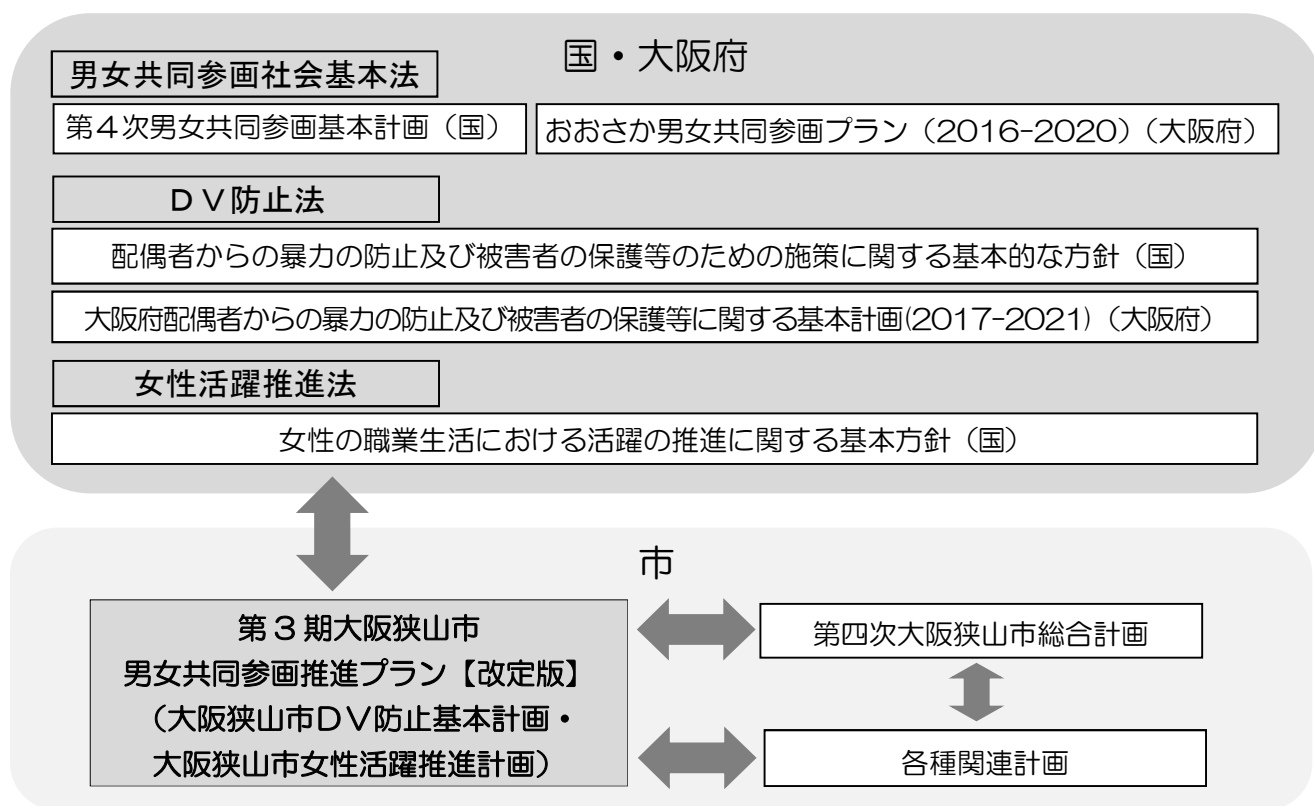 国・大阪府
男女共同参画社会基本法
第４次男女共同参画基本計画（国）
おおさか男女共同参画プラン（2016-2020）（大阪府）
ＤＶ防止法
配偶者からの暴力の防止及び被害者の保護等のための施策に関する基本的な方針（国）
大阪府配偶者からの暴力の防止及び被害者の保護等に関する基本計画(2017-2021)（大阪府）
女性活躍推進法
女性の職業生活における活躍の推進に関する基本方針（国）
市
第３期大阪狭山市
男女共同参画推進プラン【改定版】
（大阪狭山市ＤＶ防止基本計画・
大阪狭山市女性活躍推進計画）
第四次大阪狭山市総合計画
各種関連計画